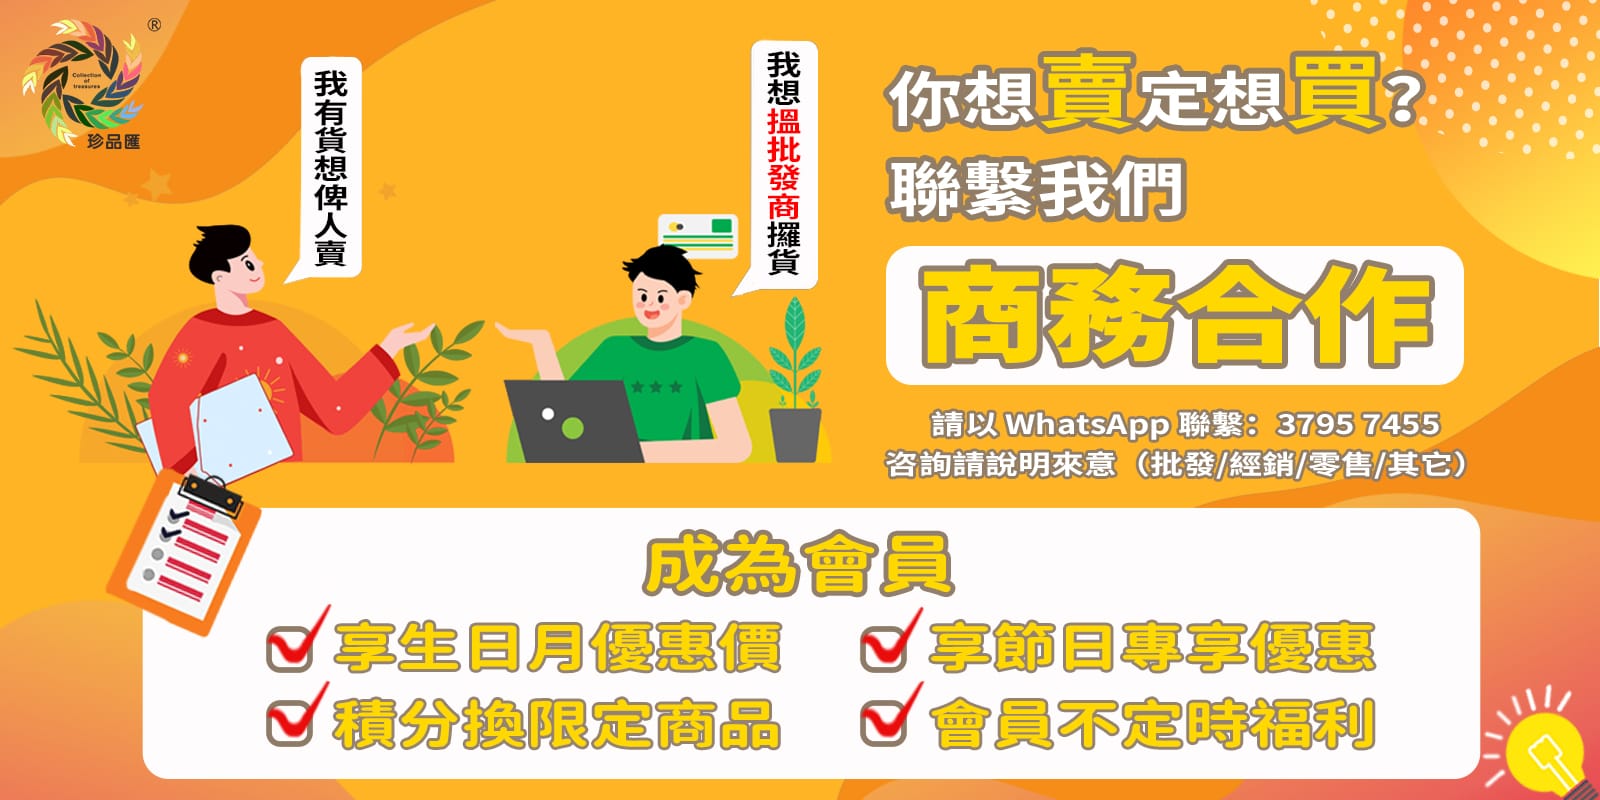 Collection
of
treasures
®
珍品匯
我有貨想俾人賣
我想搵批發商攞貨
你想賣定想買?
聯繫我們
商務合作
請以 WhatsApp 聯繫：3795 7455
咨詢請說明來意（批發/經銷/零售/其它）
成為會員
享生日月優惠價
享節日專享優惠
積分換限定商品
會員不定時福利